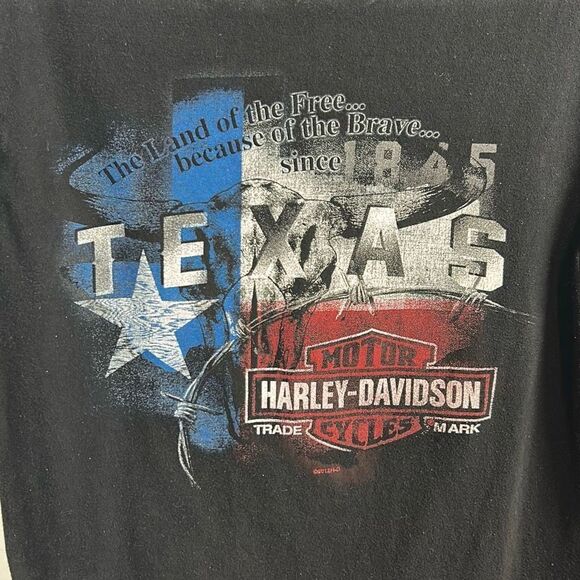 The Land of the Free...
because of the Brave...
since 1845
TEXAS
MOTOR
HARLEY-DAVIDSON
CYCLES
TRADE MARK